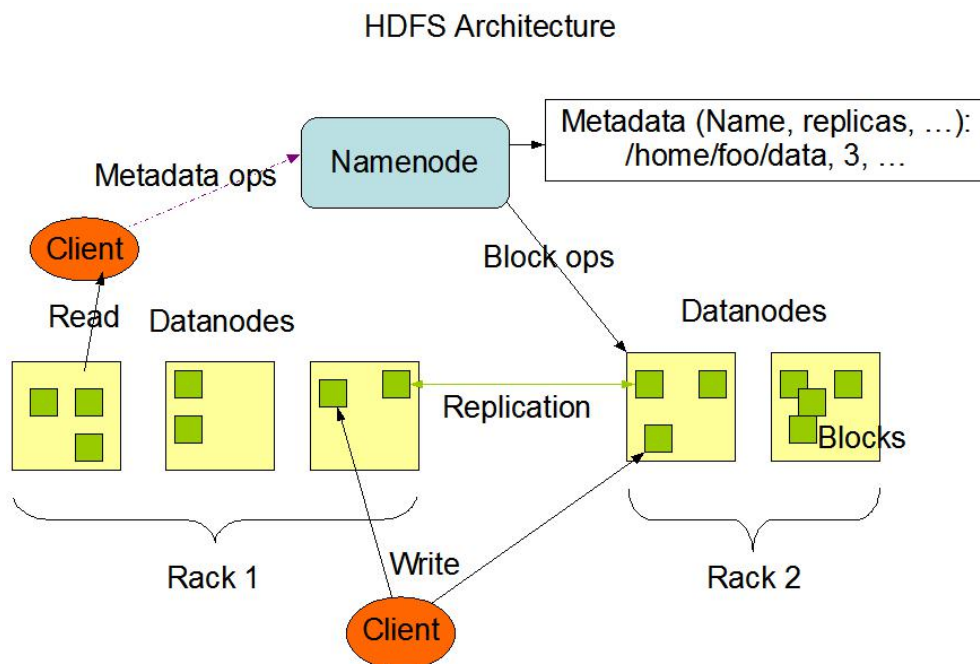 HDFS Architecture
Metadata (Name, replicas, …):
/home/foo/data, 3, …
Namenode
Metadata ops
Client
Block ops
Read
Datanodes
Datanodes
Replication
Blocks
Write
Rack 1
Rack 2
Client